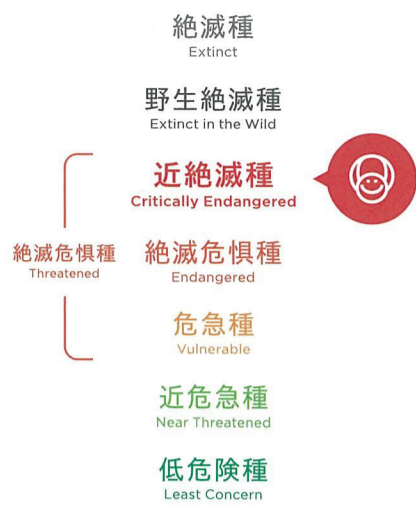 絶滅種
Extinct
野生絶滅種
Extinct in the Wild
近絶滅種
Critically Endangered
絶滅危惧種
Threatened
絶滅危惧種
Endangered
危急種
Vulnerable
近危急種
Near Threatened
低危険種
Least Concern